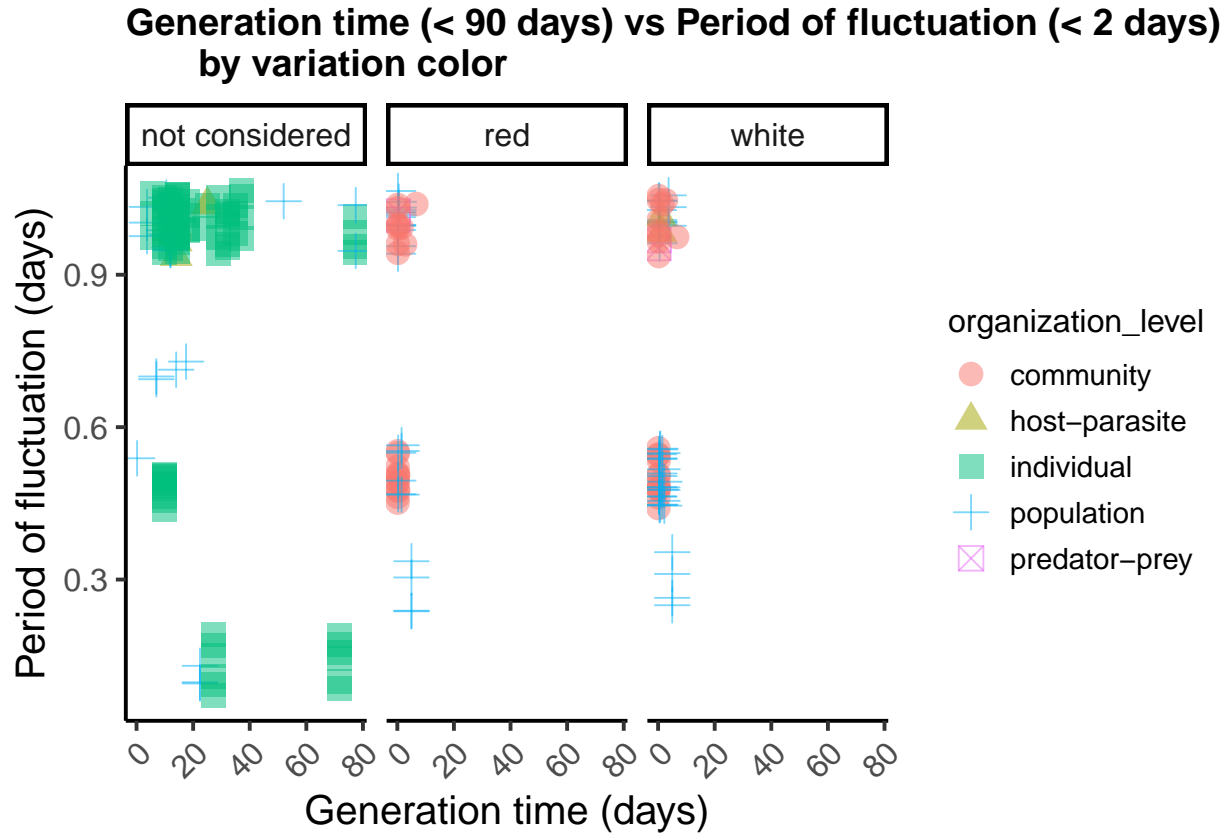 Generation time (< 90 days) vs Period of fluctuation (< 2 days)
by variation color
not considered
red
white
Period of fluctuation (days)
0.9
0.6
0.3
0 20 40 60 80
0 20 40 60 80
0 20 40 60 80
Generation time (days)
organization_level
community
host−parasite
individual
population
predator−prey